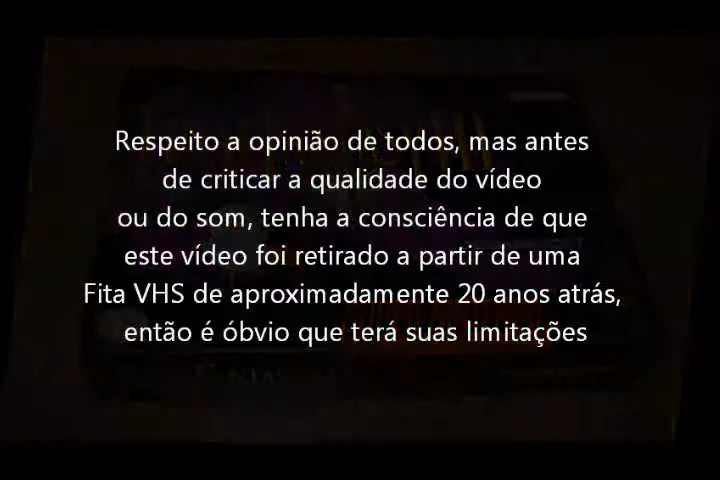 Respeito a opinião de todos, mas antes
de criticar a qualidade do vídeo
ou do som, tenha a consciência de que
este vídeo foi retirado a partir de uma
Fita VHS de aproximadamente 20 anos atrás,
então é óbvio que terá suas limitações